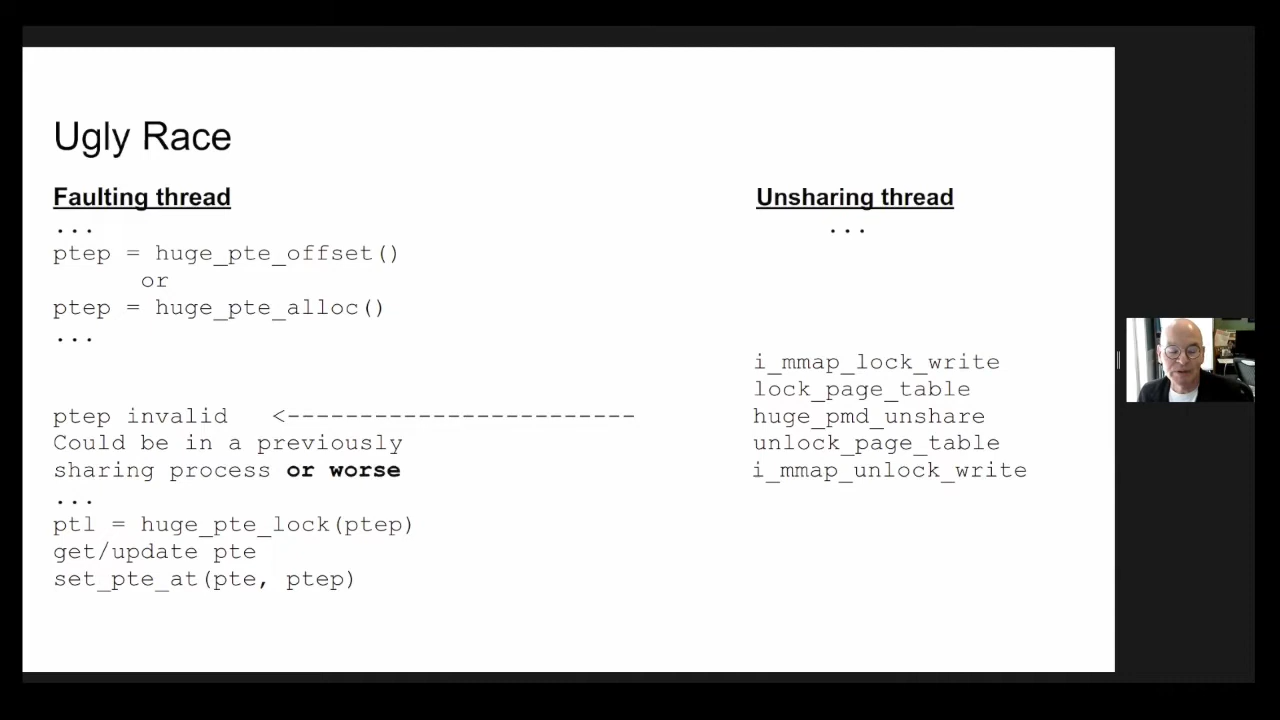 Ugly Race
Faulting thread
...
ptep = huge_pte_offset()
or
ptep = huge_pte_alloc()
...
ptep invalid <------------------------
Could be in a previously
sharing process or worse
...
ptl = huge_pte_lock(ptep)
get/update pte
set_pte_at(pte, ptep)
Unsharing thread
...
i_mmap_lock_write
lock_page_table
huge_pmd_unshare
unlock_page_table
i_mmap_unlock_write